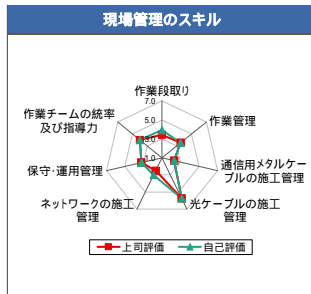 現場管理のスキル
作業段取り
7.0
5.0
3.0
1.0
作業管理
通信用メタルケー
ブルの施工管理
光ケーブルの施工
管理
ネットワークの施工
管理
保守・運用管理
作業チームの統率
及び指導力
上司評価
自己評価